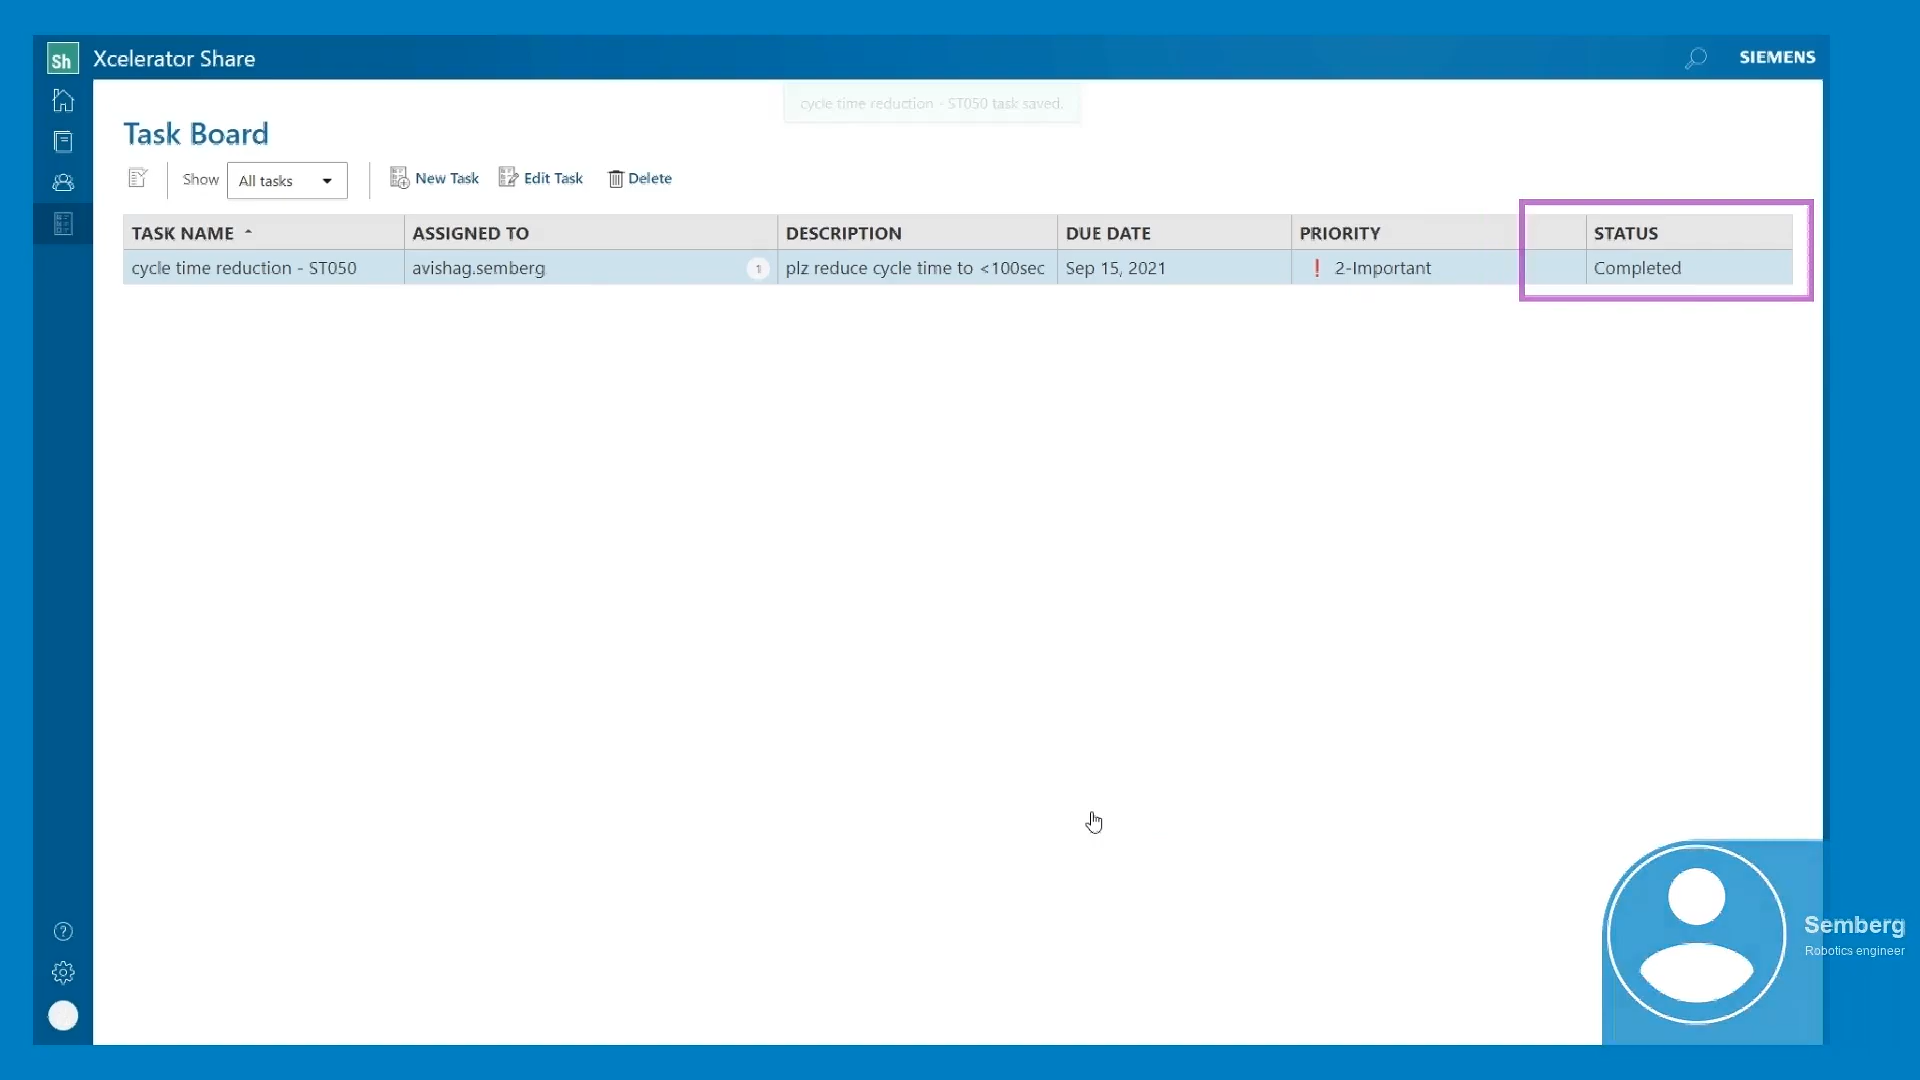 Sh Xcelerator Share
SIEMENS
cycle time reduction - ST050 task saved.
Task Board
Show All tasks New Task Edit Task Delete
TASK NAME ASSIGNED TO DESCRIPTION DUE DATE PRIORITY STATUS
cycle time reduction - ST050 avishag.semberg 1 plz reduce cycle time to <100sec Sep 15, 2021 ! 2-Important Completed
?
Semberg
Robotics engineer